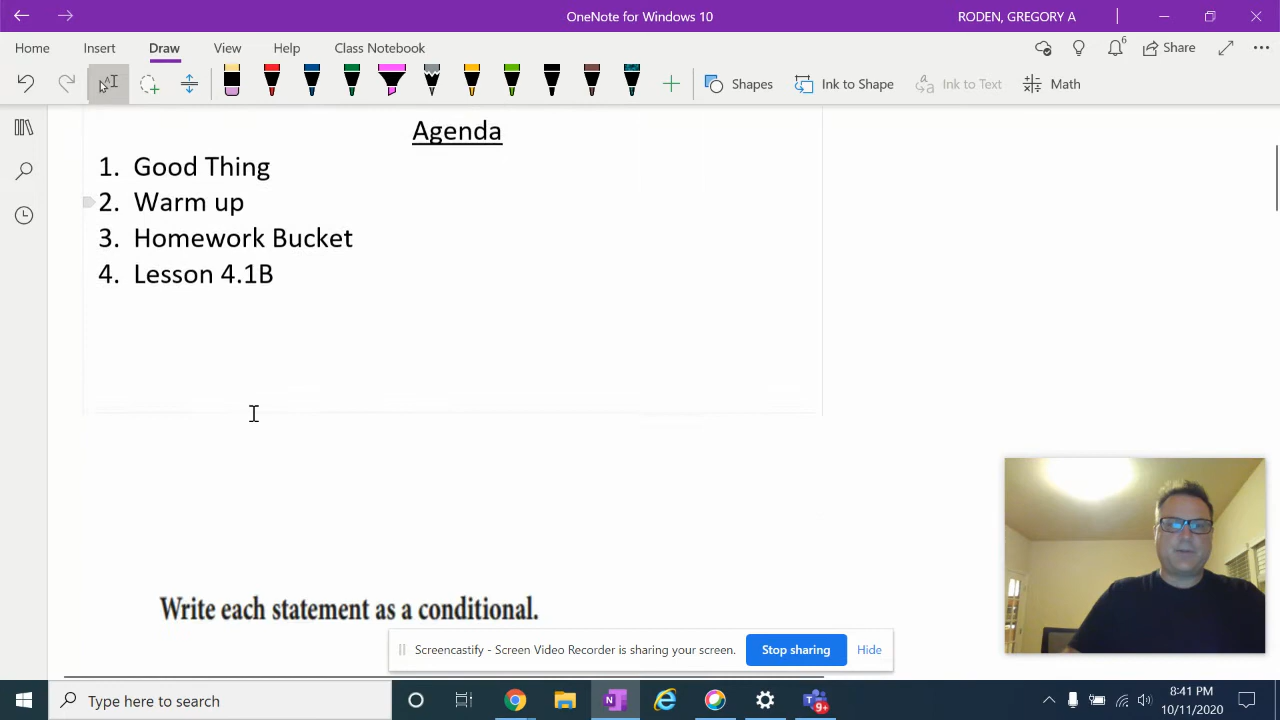 OneNote for Windows 10
RODEN, GREGORY A
Home
Insert
Draw
View
Help
Class Notebook
6
Share
Shapes
Ink to Shape
Ink to Text
Math
Agenda
1. Good Thing
2. Warm up
3. Homework Bucket
4. Lesson 4.1B
Write each statement as a conditional.
Screencastify - Screen Video Recorder is sharing your screen.
Stop sharing
Hide
Type here to search
9+
8:41 PM
10/11/2020